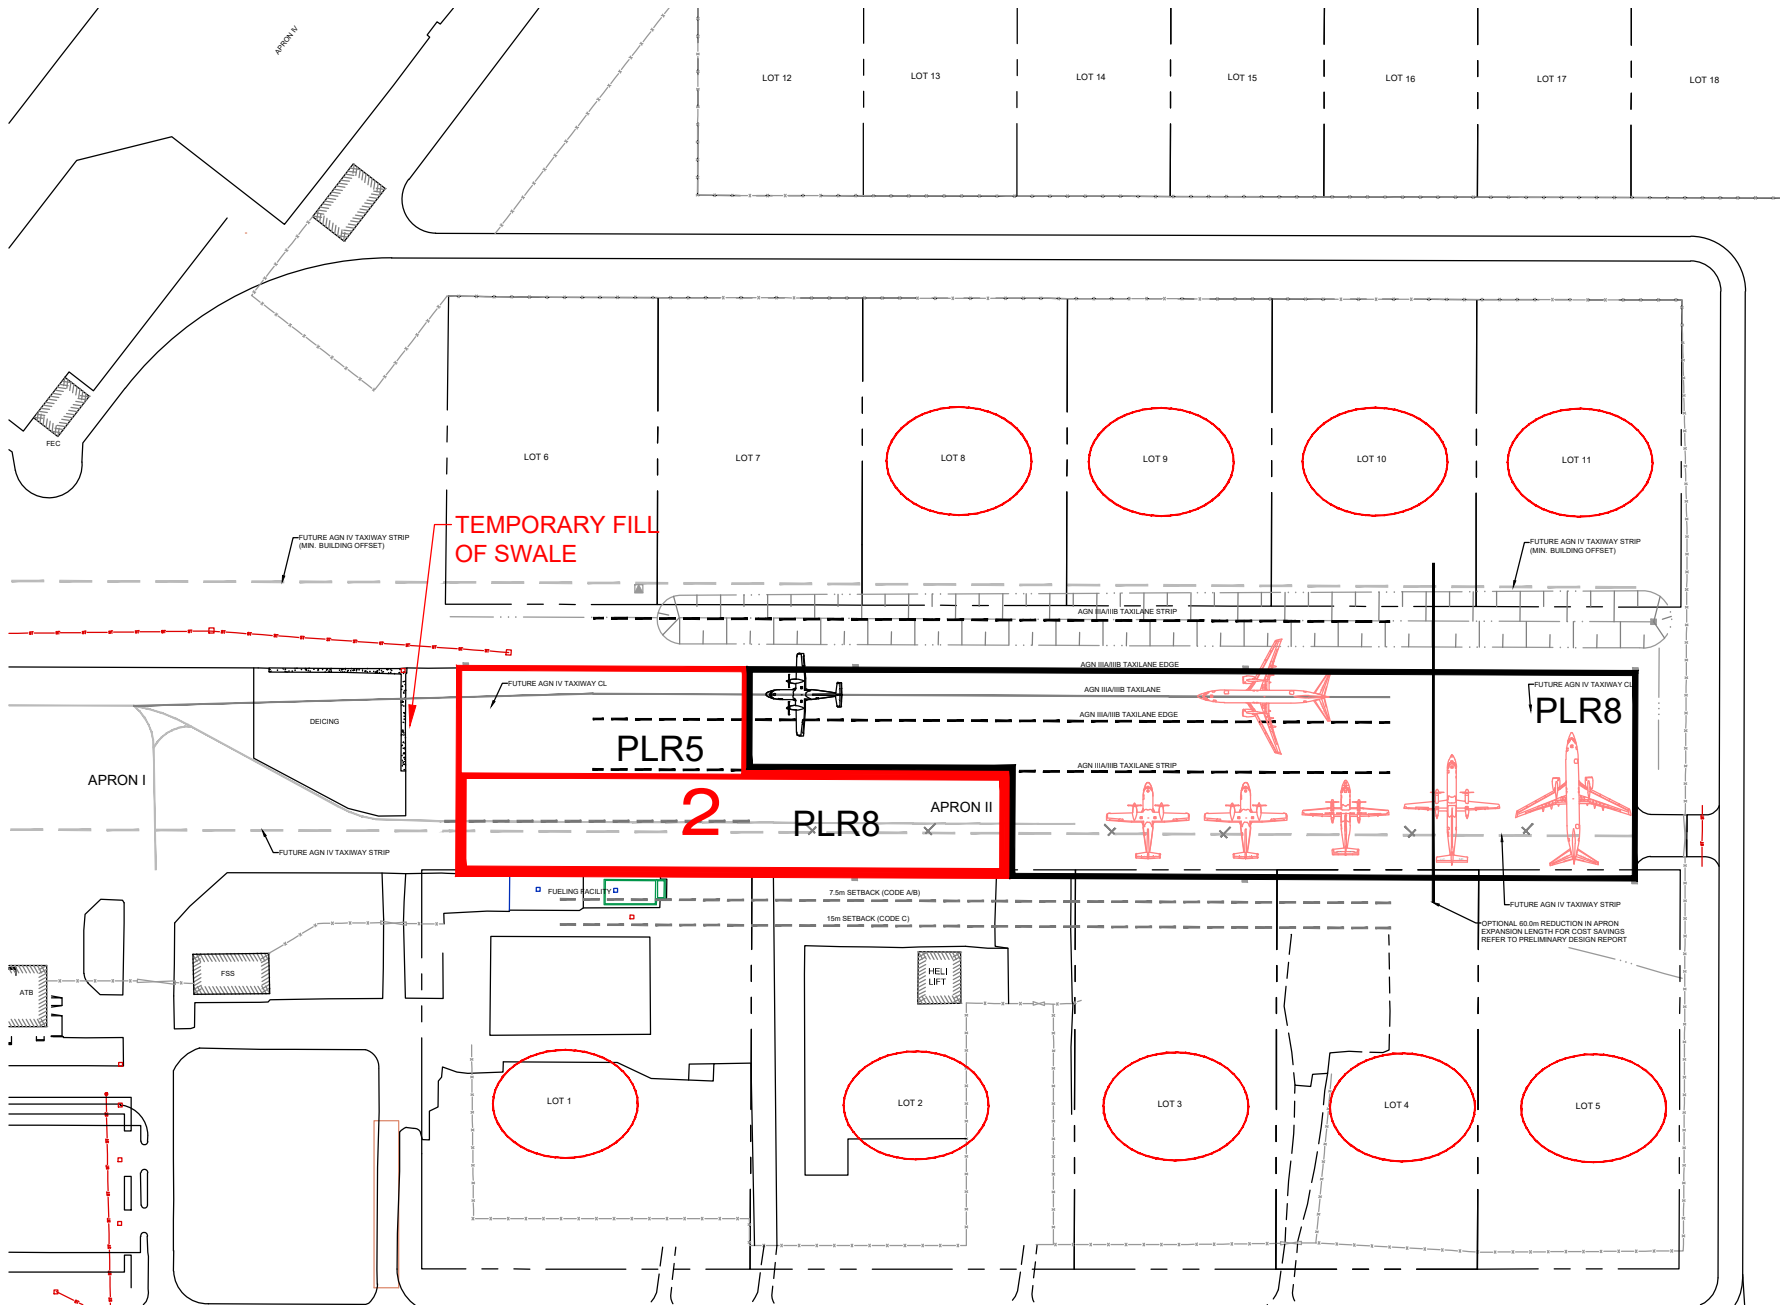 APRON IV
LOT 12
LOT 13
LOT 14
LOT 15
LOT 16
LOT 17
LOT 18
FEC
LOT 6
LOT 7
LOT 8
LOT 9
LOT 10
LOT 11
TEMPORARY FILL
OF SWALE
FUTURE AGN IV TAXIWAY STRIP
(MIN. BUILDING OFFSET)
FUTURE AGN IV TAXIWAY STRIP
(MIN. BUILDING OFFSET)
AGN IIIA/IIIB TAXILANE STRIP
AGN IIIA/IIIB TAXILANE EDGE
FUTURE AGN IV TAXIWAY CL
AGN IIIA/IIIB TAXILANE
FUTURE AGN IV TAXIWAY CL
AGN IIIA/IIIB TAXILANE EDGE
PLR8
DEICING
PLR5
AGN IIIA/IIIB TAXILANE STRIP
APRON I
2
PLR8
APRON II
FUTURE AGN IV TAXIWAY STRIP
FUELING FACILITY
7.5m SETBACK (CODE A/B)
15m SETBACK (CODE C)
FUTURE AGN IV TAXIWAY STRIP
OPTIONAL 60.0m REDUCTION IN APRON
EXPANSION LENGTH FOR COST SAVINGS
REFER TO PRELIMINARY DESIGN REPORT
FSS
ATB
HELI
LIFT
LOT 1
LOT 2
LOT 3
LOT 4
LOT 5